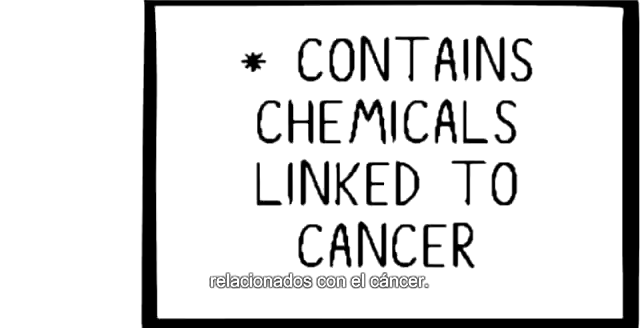 * CONTAINS
CHEMICALS
LINKED TO
CANCER
relacionados con el cáncer.